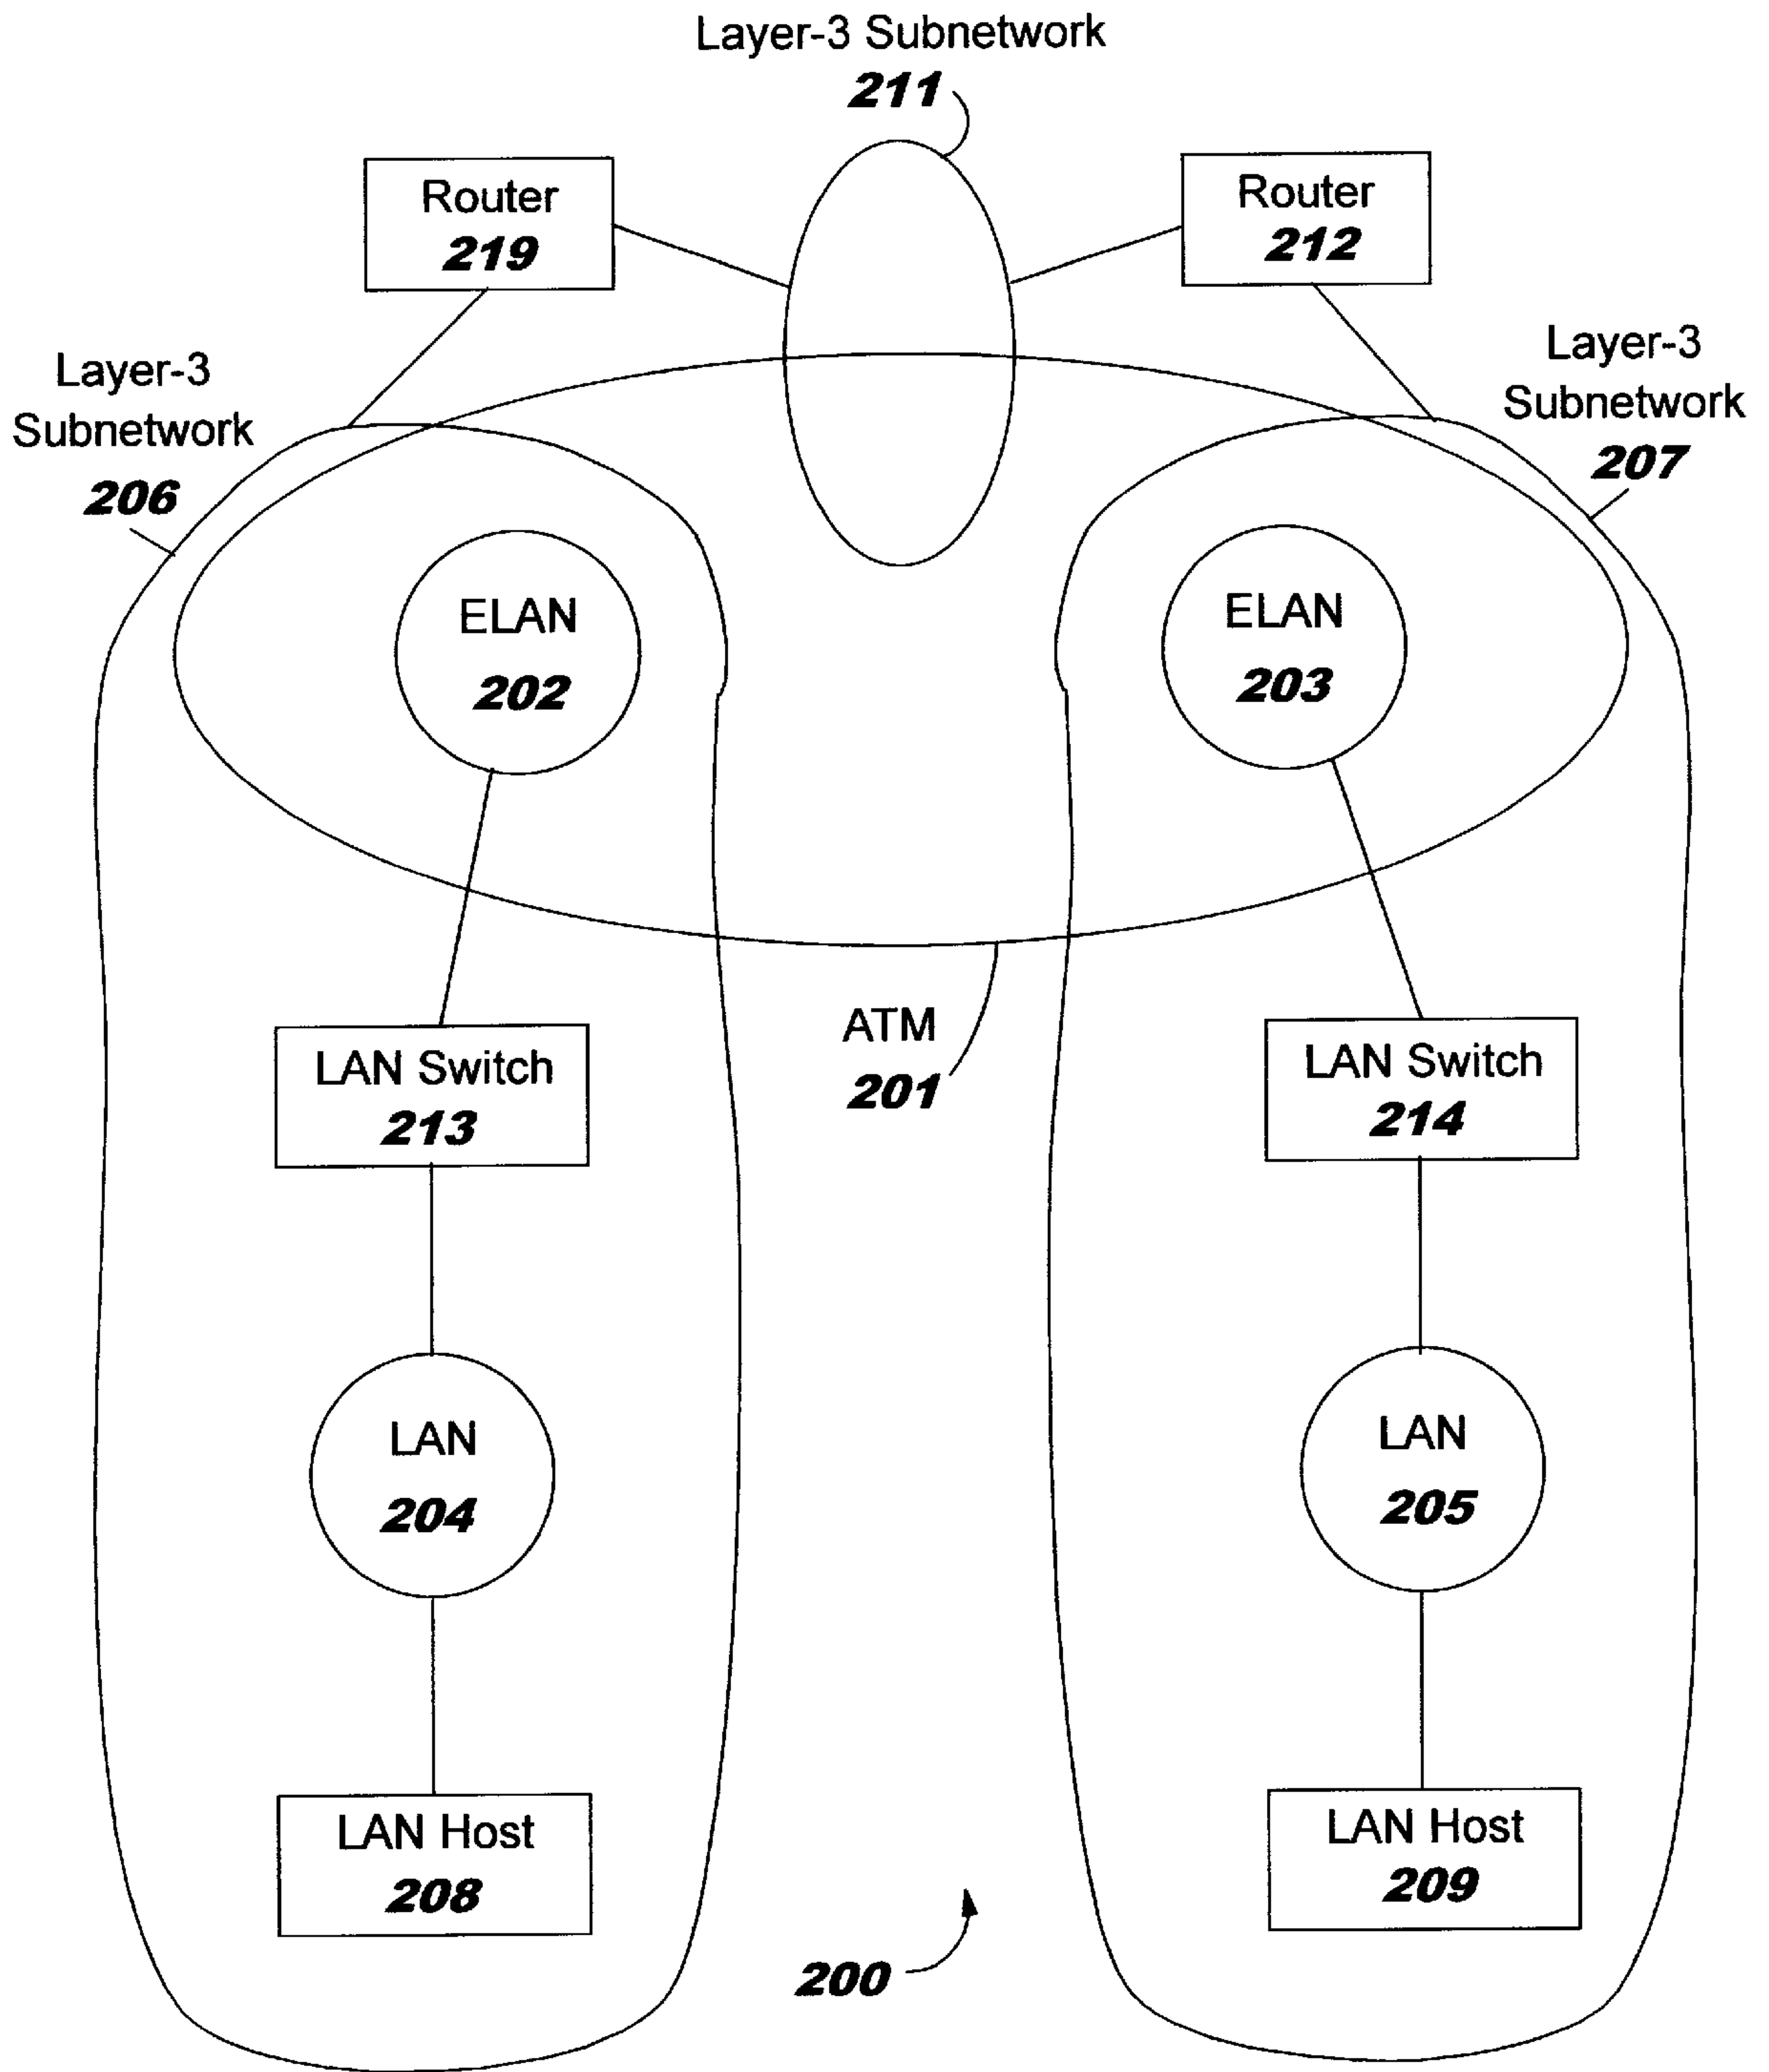 Layer-3 Subnetwork
211
Router
219
Router
212
Layer-3
Subnetwork
206
Layer-3
Subnetwork
207
ELAN
202
ELAN
203
ATM
201
LAN Switch
213
LAN Switch
214
LAN
204
LAN
205
LAN Host
208
LAN Host
209
200